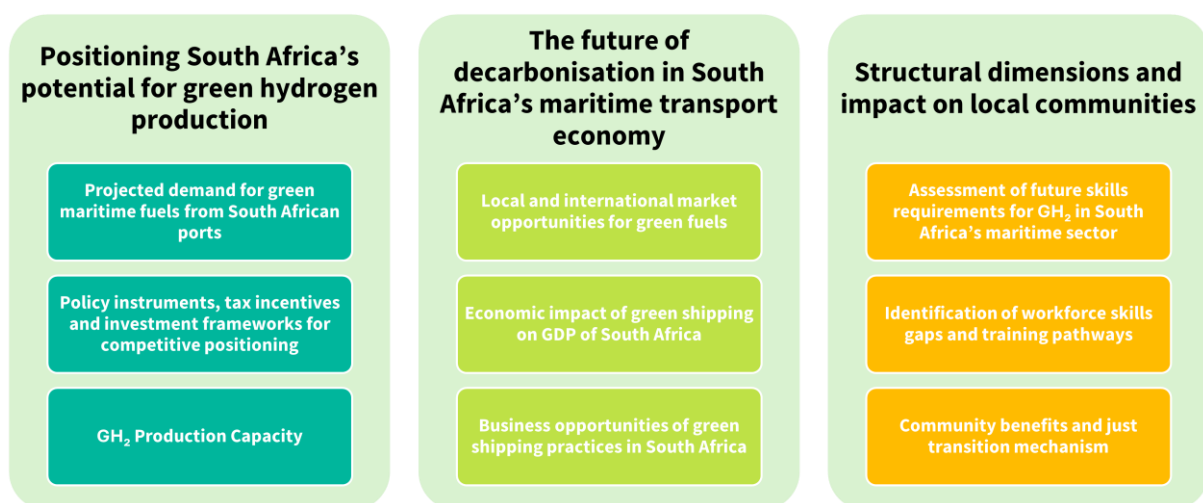 Positioning South Africa’s
potential for green hydrogen
production
Projected demand for green
maritime fuels from South African
ports
Policy instruments, tax incentives
and investment frameworks for
competitive positioning
GH₂ Production Capacity
The future of
decarbonisation in South
Africa’s maritime transport
economy
Local and international market
opportunities for green fuels
Economic impact of green shipping
on GDP of South Africa
Business opportunities of green
shipping practices in South Africa
Structural dimensions and
impact on local communities
Assessment of future skills
requirements for GH₂ in South
Africa’s maritime sector
Identification of workforce skills
gaps and training pathways
Community benefits and just
transition mechanism